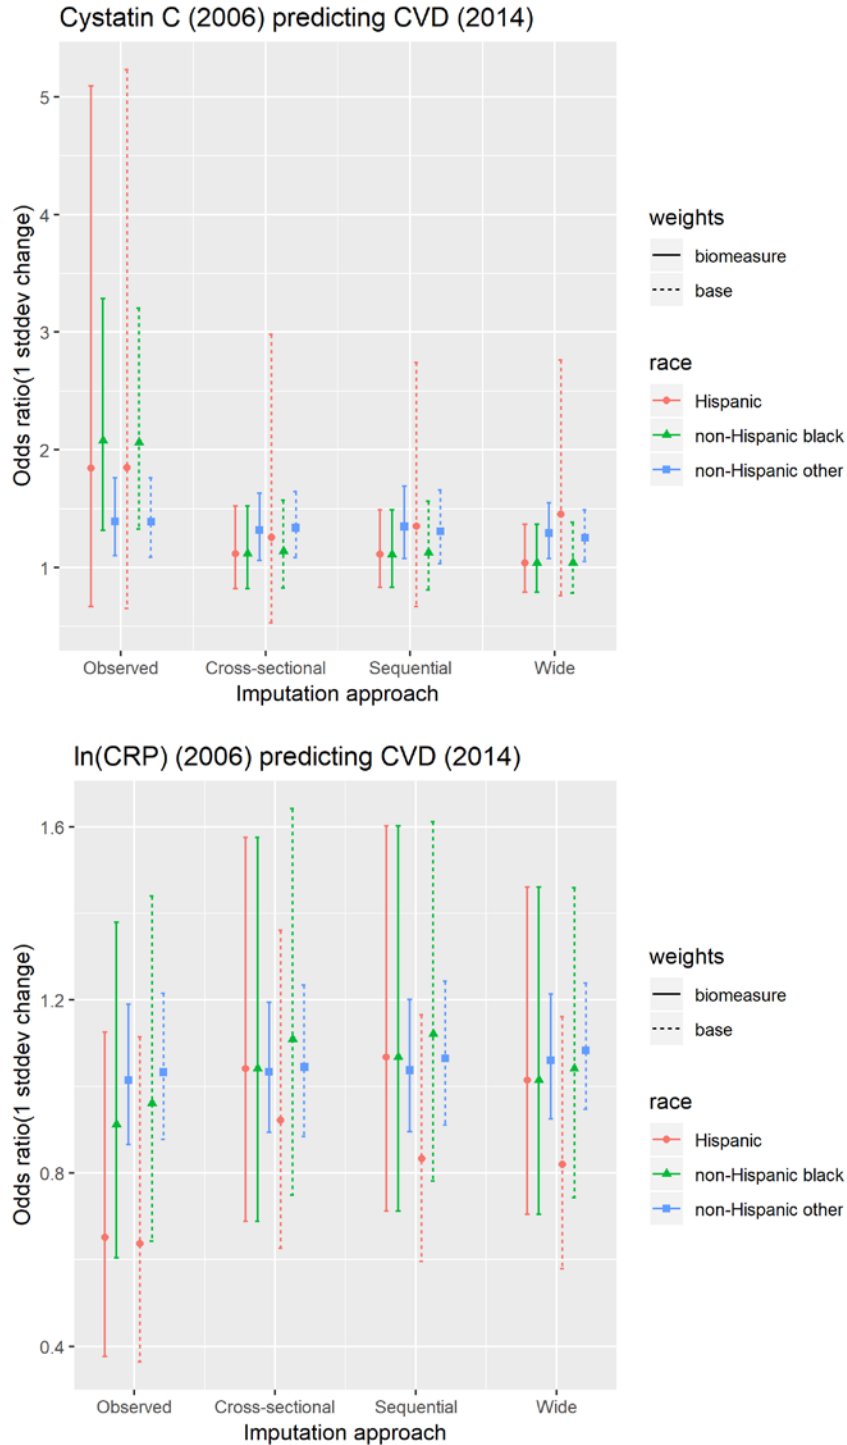 Cystatin C (2006) predicting CVD (2014)
Odds ratio(1 stddev change)
5
4
3
2
1
Observed
Cross-sectional
Sequential
Wide
Imputation approach
weights
biomeasure
base
race
Hispanic
non-Hispanic black
non-Hispanic other
ln(CRP) (2006) predicting CVD (2014)
Odds ratio(1 stddev change)
1.6
1.2
0.8
0.4
Observed
Cross-sectional
Sequential
Wide
Imputation approach
weights
biomeasure
base
race
Hispanic
non-Hispanic black
non-Hispanic other